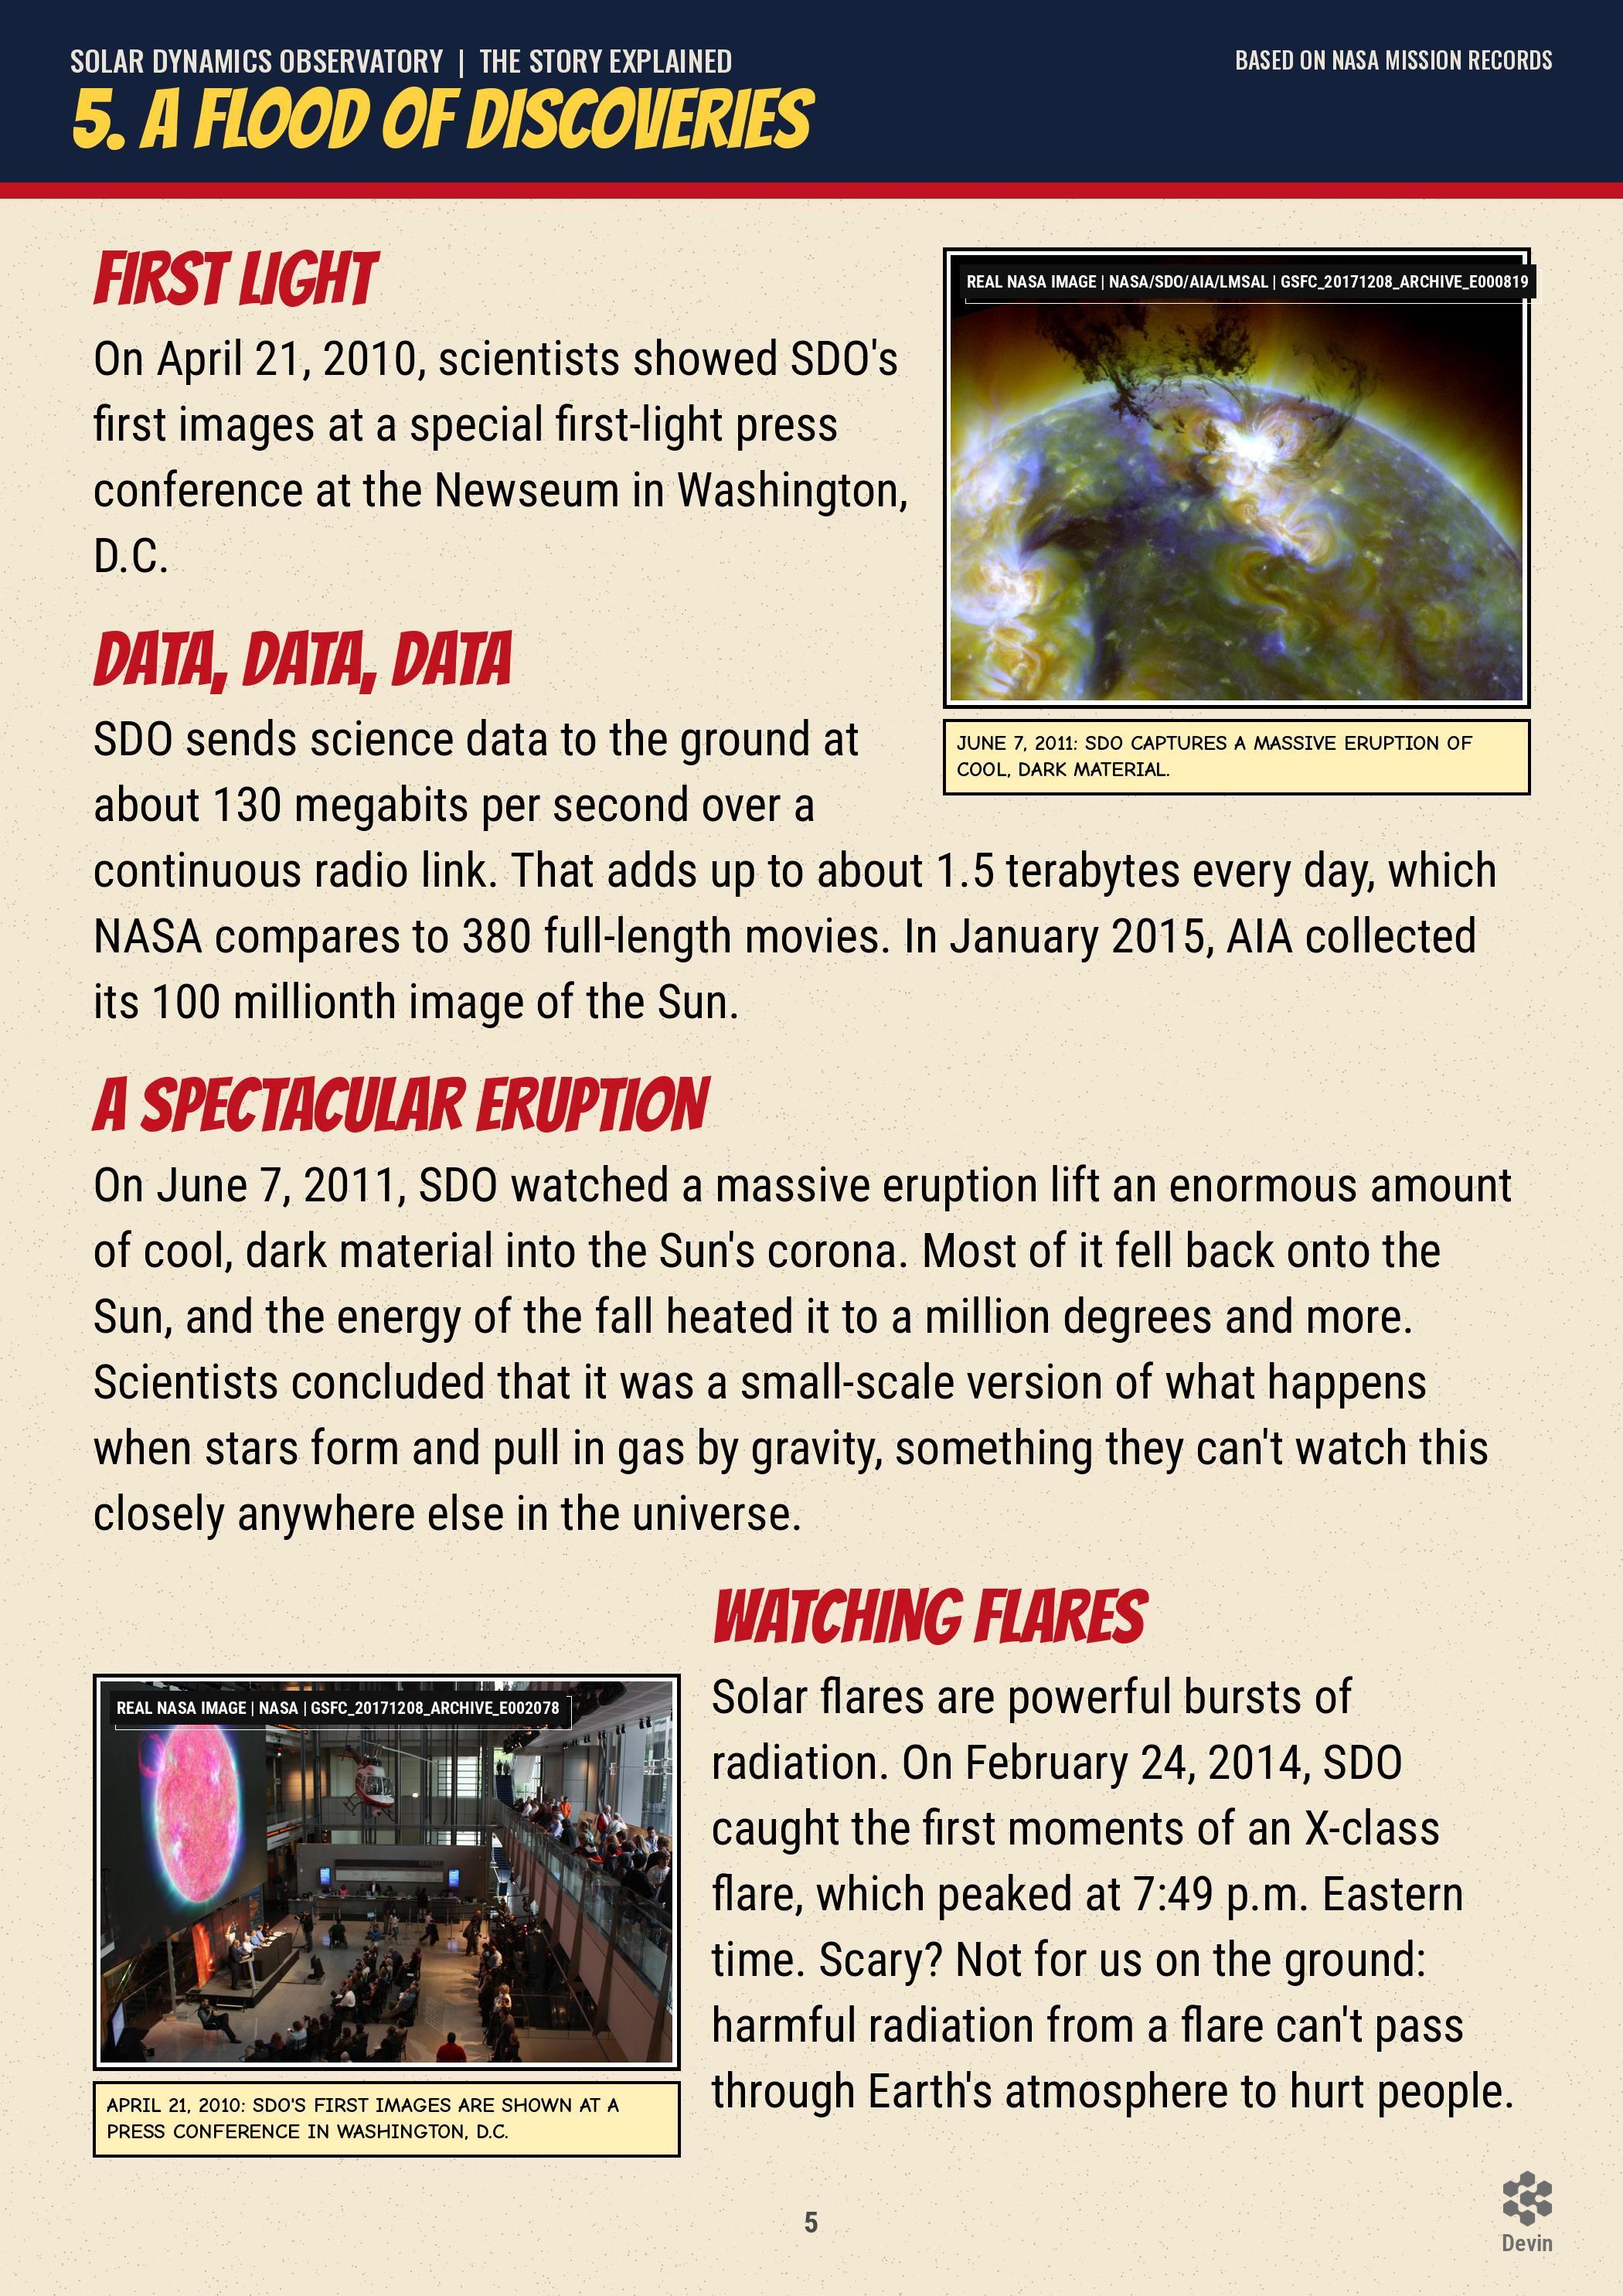 SOLAR DYNAMICS OBSERVATORY | THE STORY EXPLAINED
BASED ON NASA MISSION RECORDS
5. A FLOOD OF DISCOVERIES
FIRST LIGHT
On April 21, 2010, scientists showed SDO's
first images at a special first-light press
conference at the Newseum in Washington,
D.C.
REAL NASA IMAGE | NASA/SDO/AIA/LMSAL | GSFC_20171208_ARCHIVE_E000819
JUNE 7, 2011: SDO CAPTURES A MASSIVE ERUPTION OF
COOL, DARK MATERIAL.
DATA, DATA, DATA
SDO sends science data to the ground at
about 130 megabits per second over a
continuous radio link. That adds up to about 1.5 terabytes every day, which
NASA compares to 380 full-length movies. In January 2015, AIA collected
its 100 millionth image of the Sun.
A SPECTACULAR ERUPTION
On June 7, 2011, SDO watched a massive eruption lift an enormous amount
of cool, dark material into the Sun's corona. Most of it fell back onto the
Sun, and the energy of the fall heated it to a million degrees and more.
Scientists concluded that it was a small-scale version of what happens
when stars form and pull in gas by gravity, something they can't watch this
closely anywhere else in the universe.
REAL NASA IMAGE | NASA | GSFC_20171208_ARCHIVE_E002078
APRIL 21, 2010: SDO'S FIRST IMAGES ARE SHOWN AT A
PRESS CONFERENCE IN WASHINGTON, D.C.
WATCHING FLARES
Solar flares are powerful bursts of
radiation. On February 24, 2014, SDO
caught the first moments of an X-class
flare, which peaked at 7:49 p.m. Eastern
time. Scary? Not for us on the ground:
harmful radiation from a flare can't pass
through Earth's atmosphere to hurt people.
5
Devin